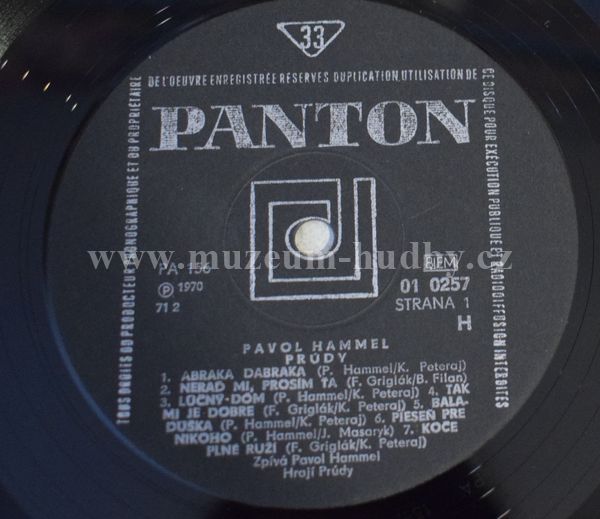 33
DE L'OEUVRE ENREGISTRÉE RÉSERVÉS DUPLICATION, UTILISATION DE
CE DISQUE POUR EXÉCUTION PUBLIQUE ET RADIODIFFUSION INTERDITES
TOUS DROITS DU PRODUCTEUR PHONOGRAPHIQUE ET DU PROPRIÉTAIRE
PANTON
www.muzeum-hudby.cz
PA 156
℗ 1970
71 2
BIEM
01 0257
STRANA 1
H
PAVOL HAMMEL
PRÚDY
1. ABRAKA DABRAKA (P. Hammel/K. Peteraj)
2. NERAD MI, PROSÍM ŤA (F. Griglák/B. Filan)
3. LÚČNY-DOM (P. Hammel/K. Peteraj) 4. TAK
MI JE DOBRE (F. Griglák/K. Peteraj) 5. BALA-
DUŠKA (P. Hammel/K. Peteraj) 6. PIESEŇ PRE
NIKOHO (P. Hammel/J. Masaryk) 7. KOČE
PLNÉ RUŽÍ (F. Griglák/K. Peteraj)
Zpívá Pavol Hammel
Hrají Prúdy